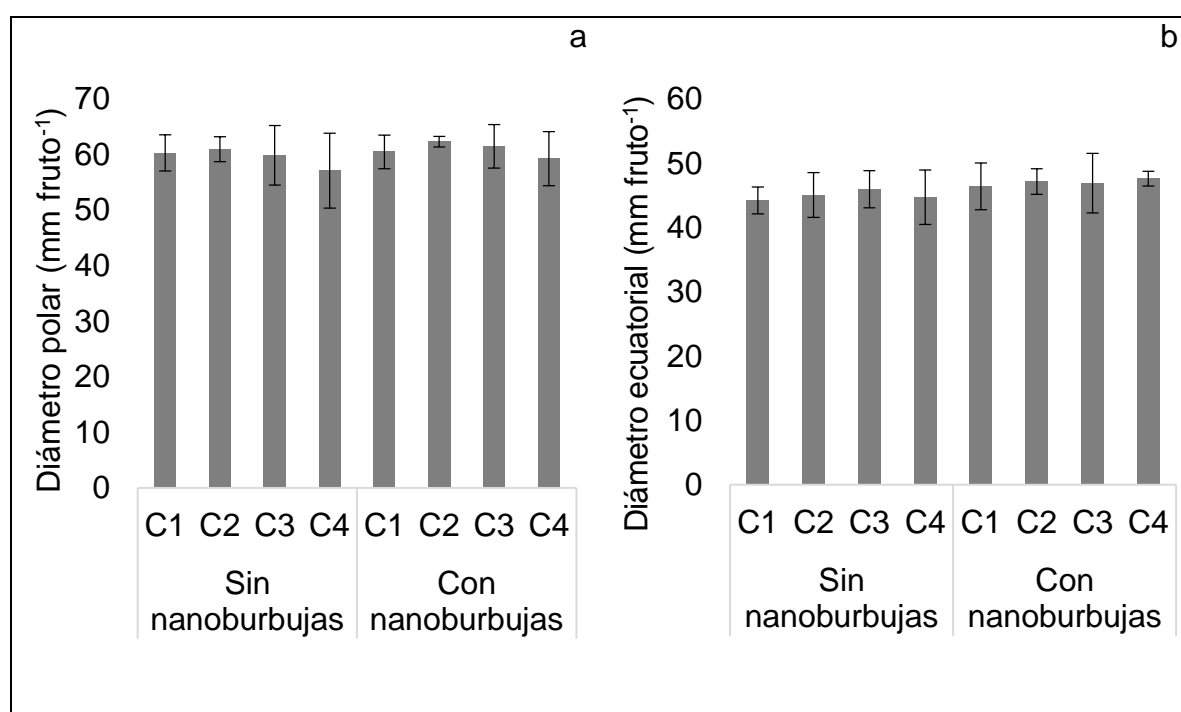 a
Diámetro polar (mm fruto-1)
70
60
50
40
30
20
10
0
C1 C2 C3 C4 C1 C2 C3 C4
Sin nanoburbujas
Con nanoburbujas
b
Diámetro ecuatorial (mm fruto-1)
60
50
40
30
20
10
0
C1 C2 C3 C4 C1 C2 C3 C4
Sin nanoburbujas
Con nanoburbujas